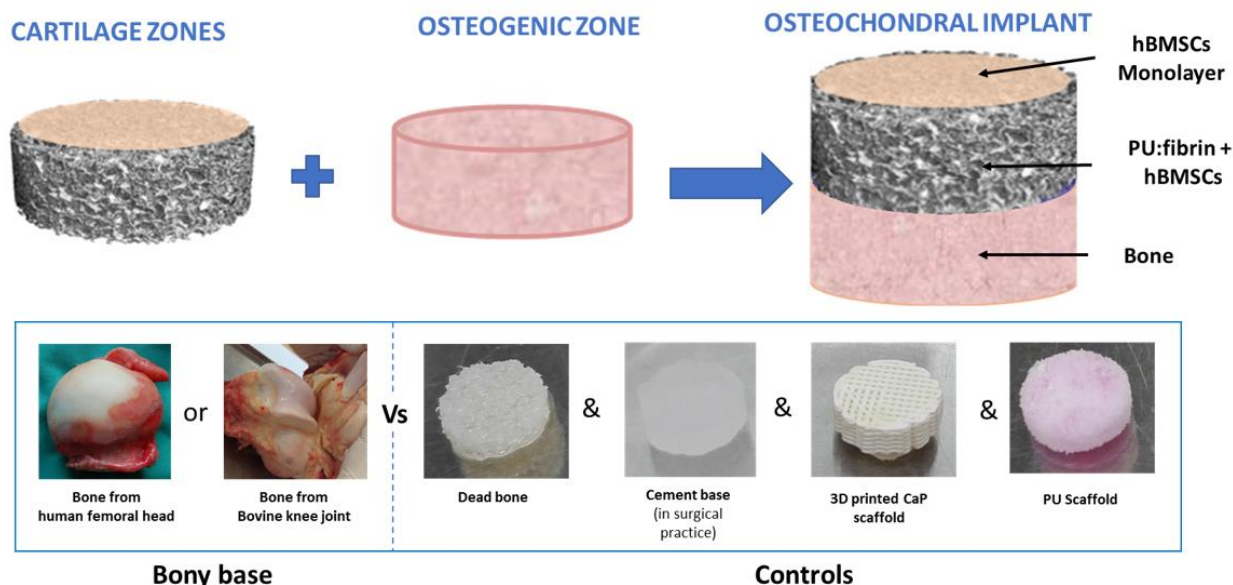 CARTILAGE ZONES
OSTEOGENIC ZONE
OSTEOCHONDRAL IMPLANT
hBMSCs
Monolayer
PU:fibrin +
hBMSCs
Bone
or
Vs
&
&
&
Bone from
human femoral head
Bone from
Bovine knee joint
Dead bone
Cement base
(in surgical
practice)
3D printed CaP
scaffold
PU Scaffold
Bony base
Controls